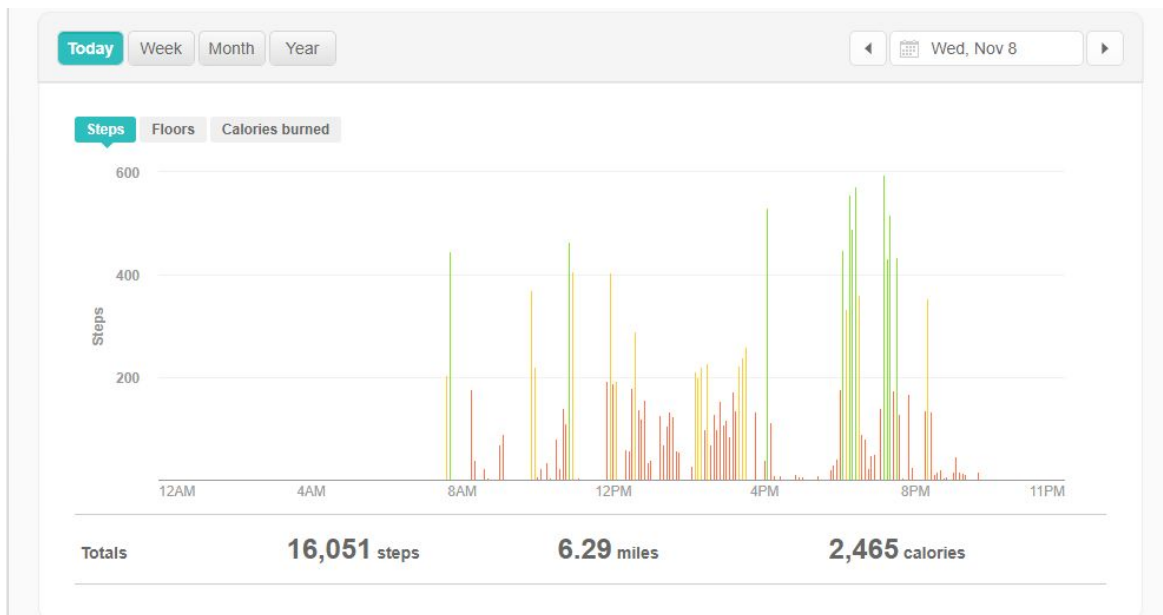 Today Week Month Year Wed, Nov 8
Steps Floors Calories burned
600
400
200
Steps
12AM 4AM 8AM 12PM 4PM 8PM 11PM
Totals 16,051 steps 6.29 miles 2,465 calories